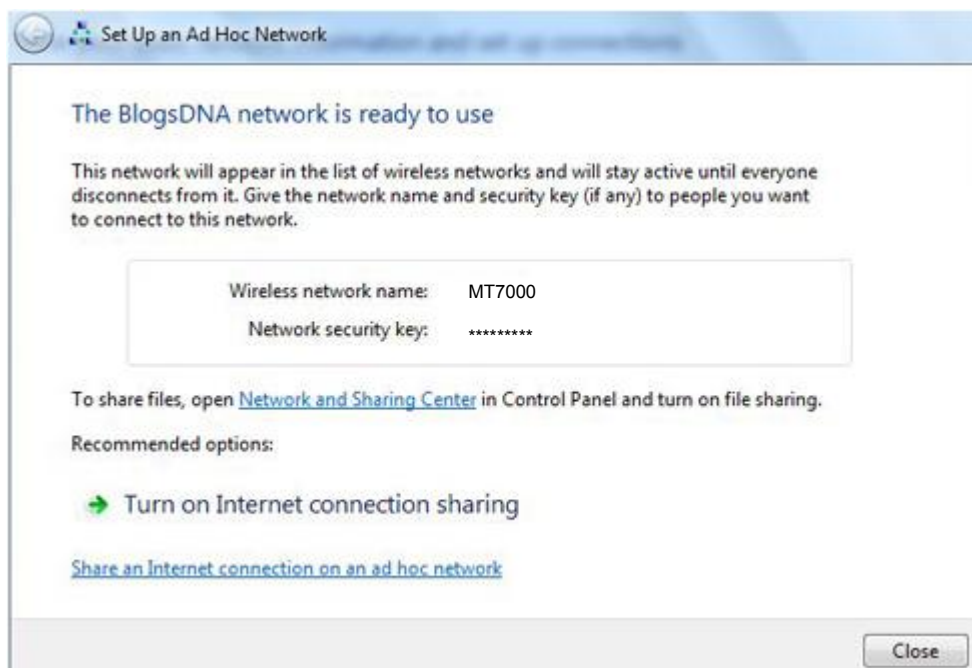 Set Up an Ad Hoc Network
The BlogsDNA network is ready to use
This network will appear in the list of wireless networks and will stay active until everyone
disconnects from it. Give the network name and security key (if any) to people you want
to connect to this network.
Wireless network name: MT7000
Network security key: *********
To share files, open Network and Sharing Center in Control Panel and turn on file sharing.
Recommended options:
Turn on Internet connection sharing
Share an Internet connection on an ad hoc network
Close